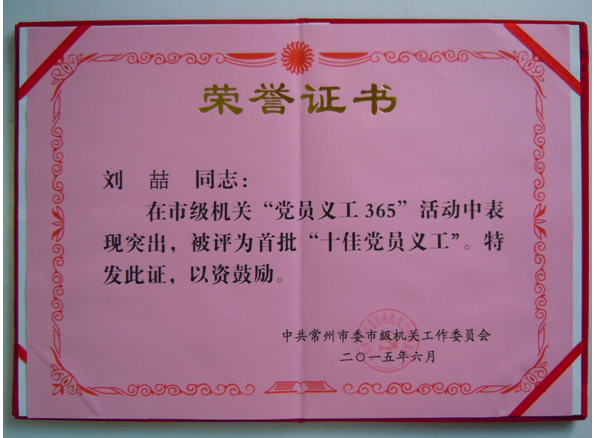 荣誉证书
刘 喆 同志：
在市级机关“党员义工365”活动中表
现突出，被评为首批“十佳党员义工”。特
发此证，以资鼓励。
中共常州市委市级机关工作委员会
二〇一五年六月